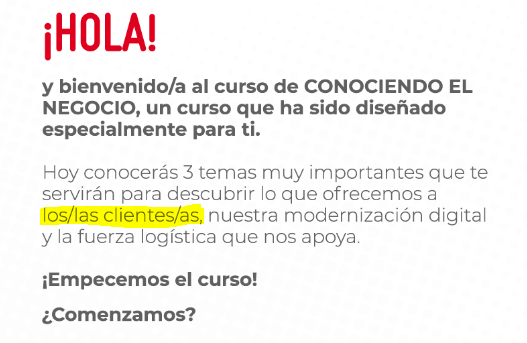 ¡HOLA!
y bienvenido/a al curso de CONOCIENDO EL
NEGOCIO, un curso que ha sido diseñado
especialmente para ti.
Hoy conocerás 3 temas muy importantes que te
servirán para descubrir lo que ofrecemos a
los/las clientes/as, nuestra modernización digital
y la fuerza logística que nos apoya.
¡Empecemos el curso!
¿Comenzamos?